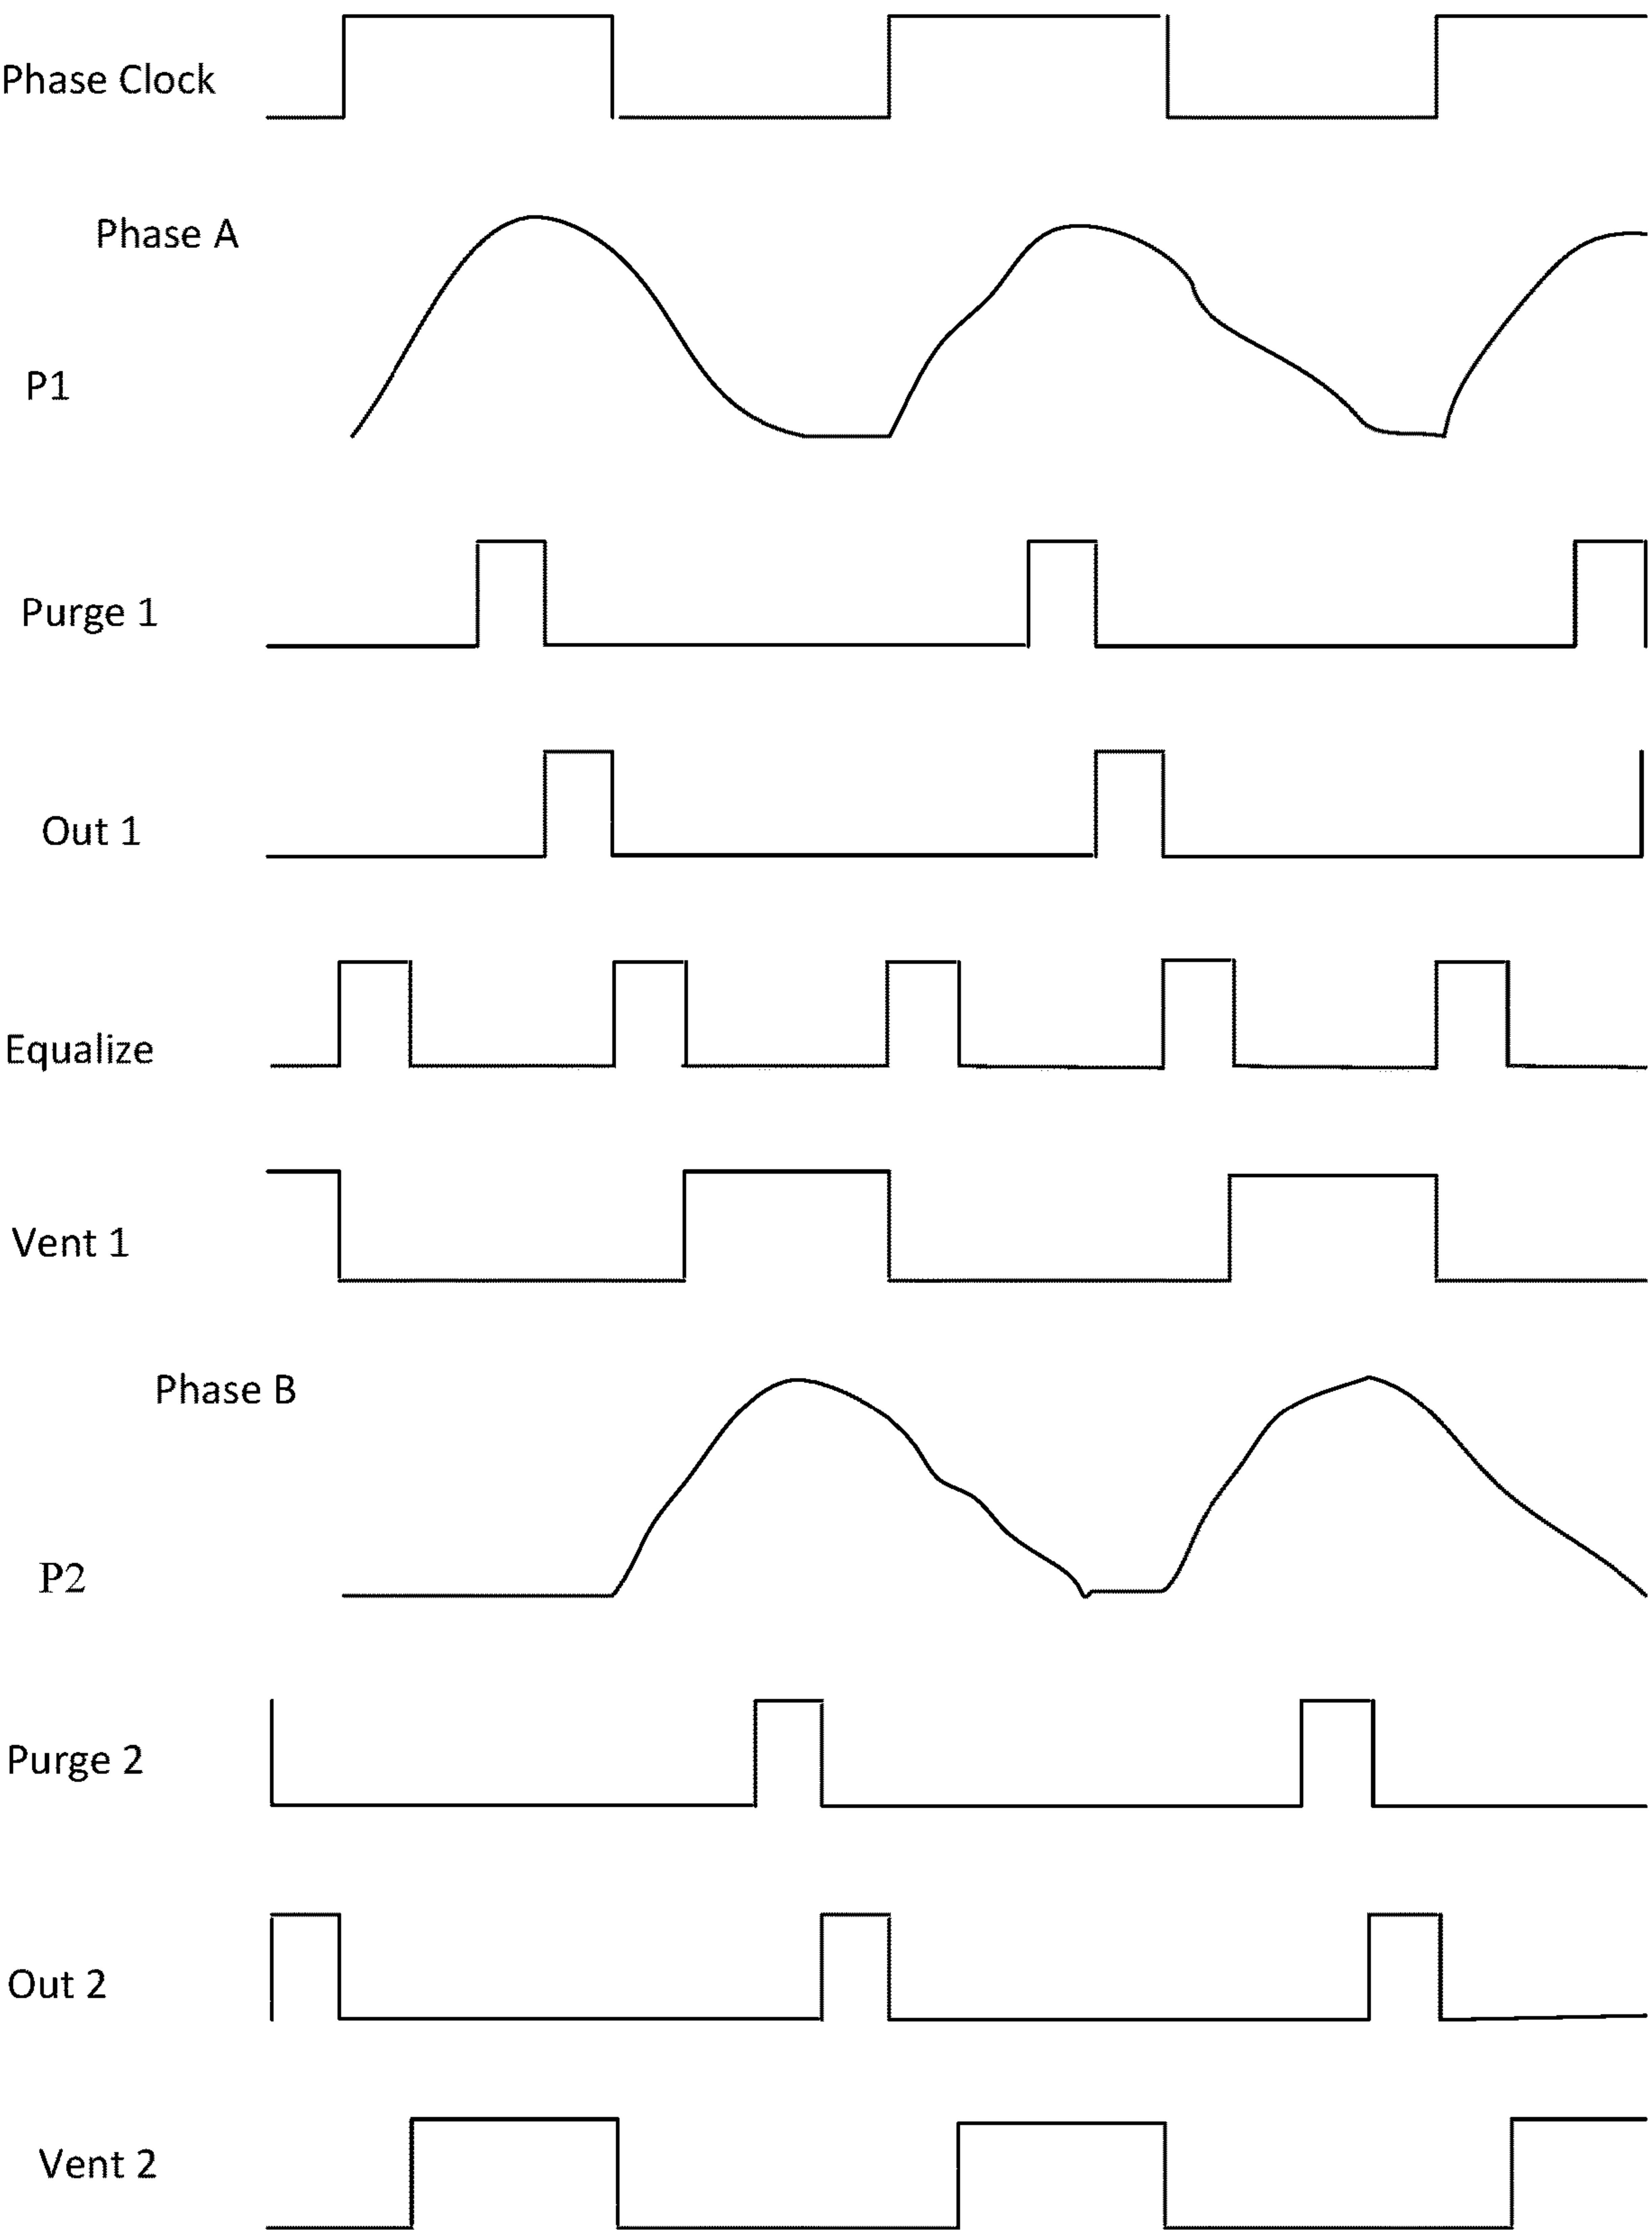 Phase Clock
Phase A
P1
Purge 1
Out 1
Equalize
Vent 1
Phase B
P2
Purge 2
Out 2
Vent 2